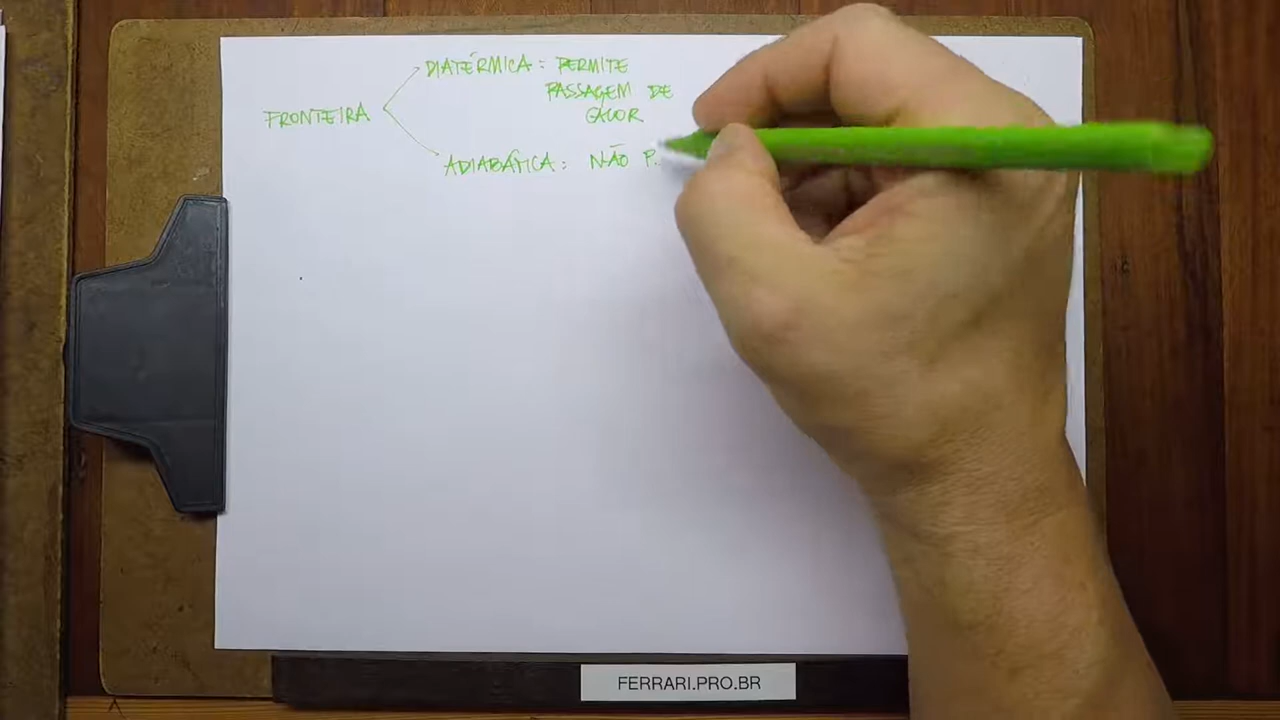 DIATÉRMICA: PERMITE
PASSAGEM DE
CALOR
FRONTEIRA
ADIABÁTICA: NÃO P..
FERRARI.PRO.BR